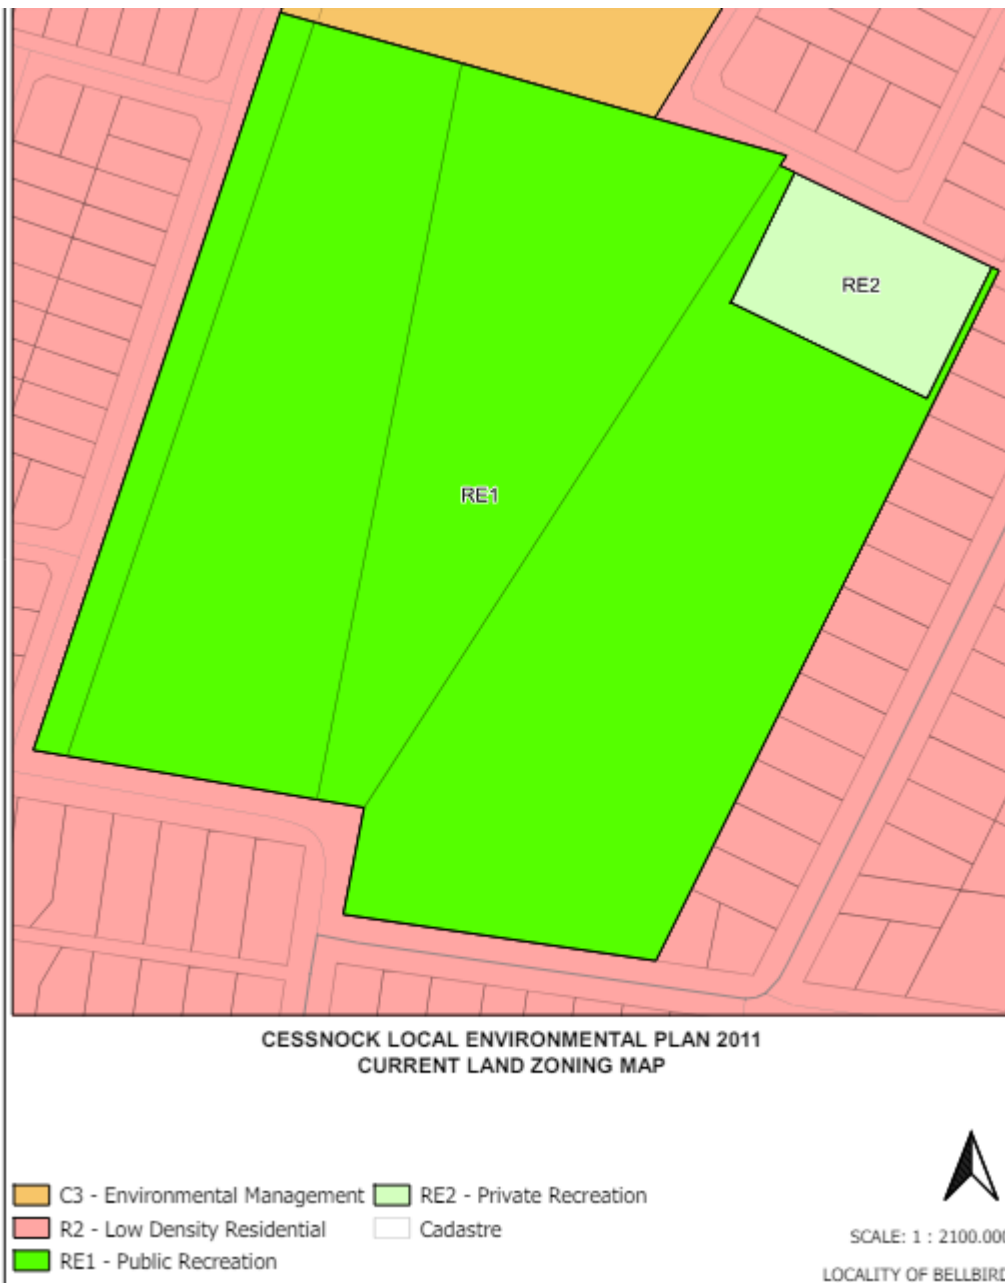 RE2
RE1
CESSNOCK LOCAL ENVIRONMENTAL PLAN 2011
CURRENT LAND ZONING MAP
C3 - Environmental Management
RE2 - Private Recreation
R2 - Low Density Residential
Cadastre
RE1 - Public Recreation
SCALE: 1 : 2100.000
LOCALITY OF BELLBIRD